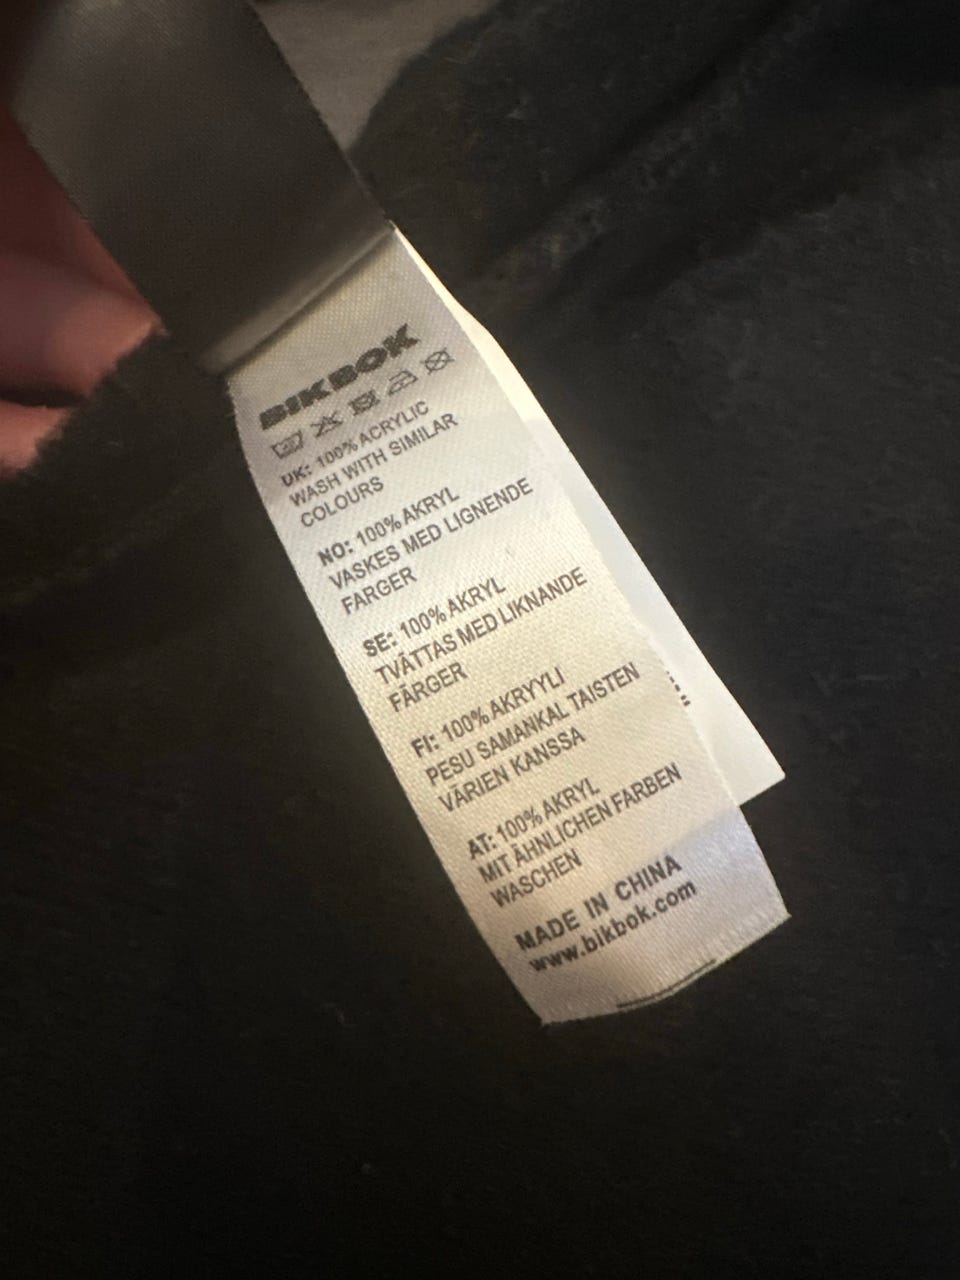 BIKBOK
UK: 100% ACRYLIC
WASH WITH SIMILAR
COLOURS
NO: 100% AKRYL
VASKES MED LIGNENDE
FARGER
SE: 100% AKRYL
TVÄTTAS MED LIKNANDE
FÄRGER
FI: 100% AKRYYLI
PESU SAMANKAL TAISTEN
VÄRIEN KANSSA
AT: 100% AKRYL
MIT ÄHNLICHEN FARBEN
WASCHEN
MADE IN CHINA
www.bikbok.com